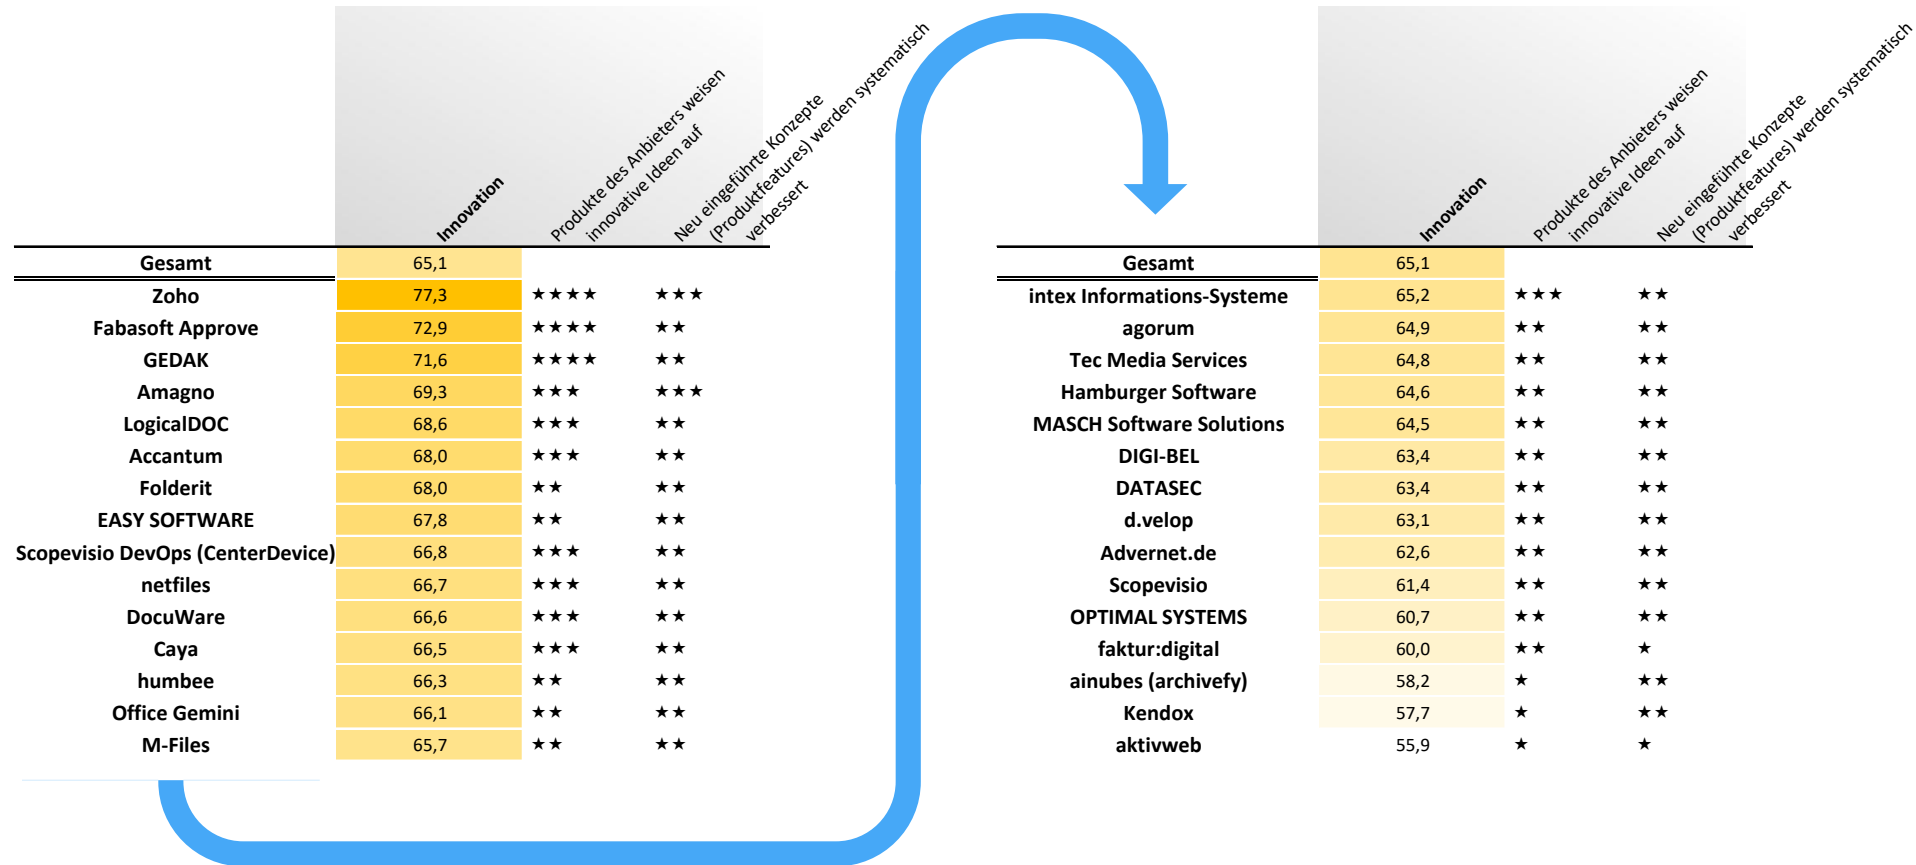 Innovation
Produkte des Anbieters weisen
innovative Ideen auf
Neu eingeführte Konzepte
(Produktfeatures) werden systematisch
verbessert
Gesamt 65,1
Zoho 77,3 ★★★★ ★★★
Fabasoft Approve 72,9 ★★★★ ★★
GEDAK 71,6 ★★★★ ★★
Amagno 69,3 ★★★ ★★★
LogicalDOC 68,6 ★★★ ★★
Accantum 68,0 ★★★ ★★
Folderit 68,0 ★★ ★★
EASY SOFTWARE 67,8 ★★ ★★
Scopevisio DevOps (CenterDevice) 66,8 ★★★ ★★
netfiles 66,7 ★★★ ★★
DocuWare 66,6 ★★★ ★★
Caya 66,5 ★★★ ★★
humbee 66,3 ★★ ★★
Office Gemini 66,1 ★★ ★★
M-Files 65,7 ★★ ★★
Innovation
Produkte des Anbieters weisen
innovative Ideen auf
Neu eingeführte Konzepte
(Produktfeatures) werden systematisch
verbessert
Gesamt 65,1
intex Informations-Systeme 65,2 ★★★ ★★
agorum 64,9 ★★ ★★
Tec Media Services 64,8 ★★ ★★
Hamburger Software 64,6 ★★ ★★
MASCH Software Solutions 64,5 ★★ ★★
DIGI-BEL 63,4 ★★ ★★
DATASEC 63,4 ★★ ★★
d.velop 63,1 ★★ ★★
Advernet.de 62,6 ★★ ★★
Scopevisio 61,4 ★★ ★★
OPTIMAL SYSTEMS 60,7 ★★ ★★
faktur:digital 60,0 ★★ ★
ainubes (archivefy) 58,2 ★ ★★
Kendox 57,7 ★ ★★
aktivweb 55,9 ★ ★